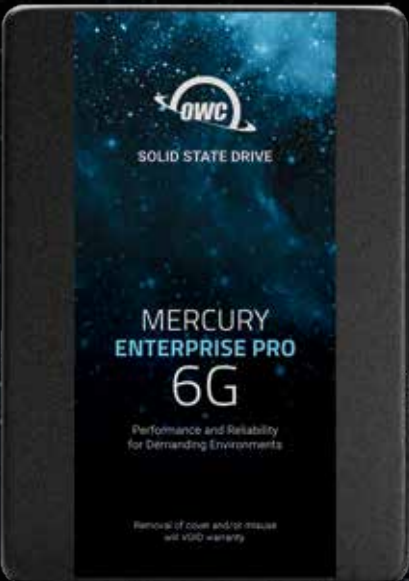 OWC
SOLID STATE DRIVE
MERCURY
ENTERPRISE PRO
6G
Performance and Reliability
for Demanding Environments
Removal of cover and/or misuse
will VOID warranty